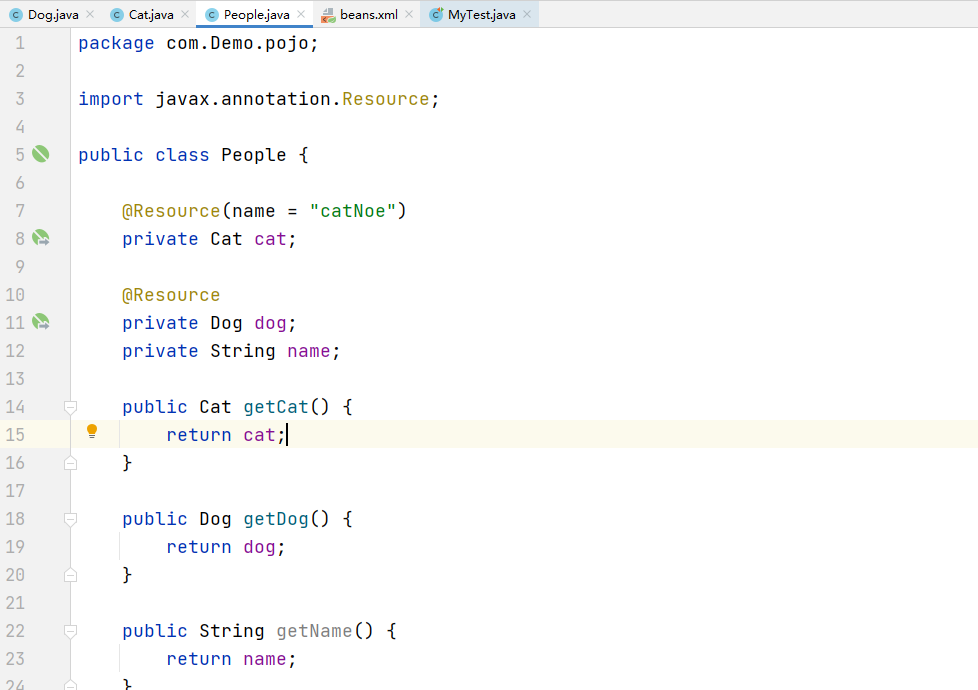 Dog.java Cat.java People.java beans.xml MyTest.java
1 package com.Demo.pojo;
2
3 import javax.annotation.Resource;
4
5 public class People {
6
7 @Resource(name = "catNoe")
8 private Cat cat;
9
10 @Resource
11 private Dog dog;
12 private String name;
13
14 public Cat getCat() {
15 return cat;
16 }
17
18 public Dog getDog() {
19 return dog;
20 }
21
22 public String getName() {
23 return name;
24 }